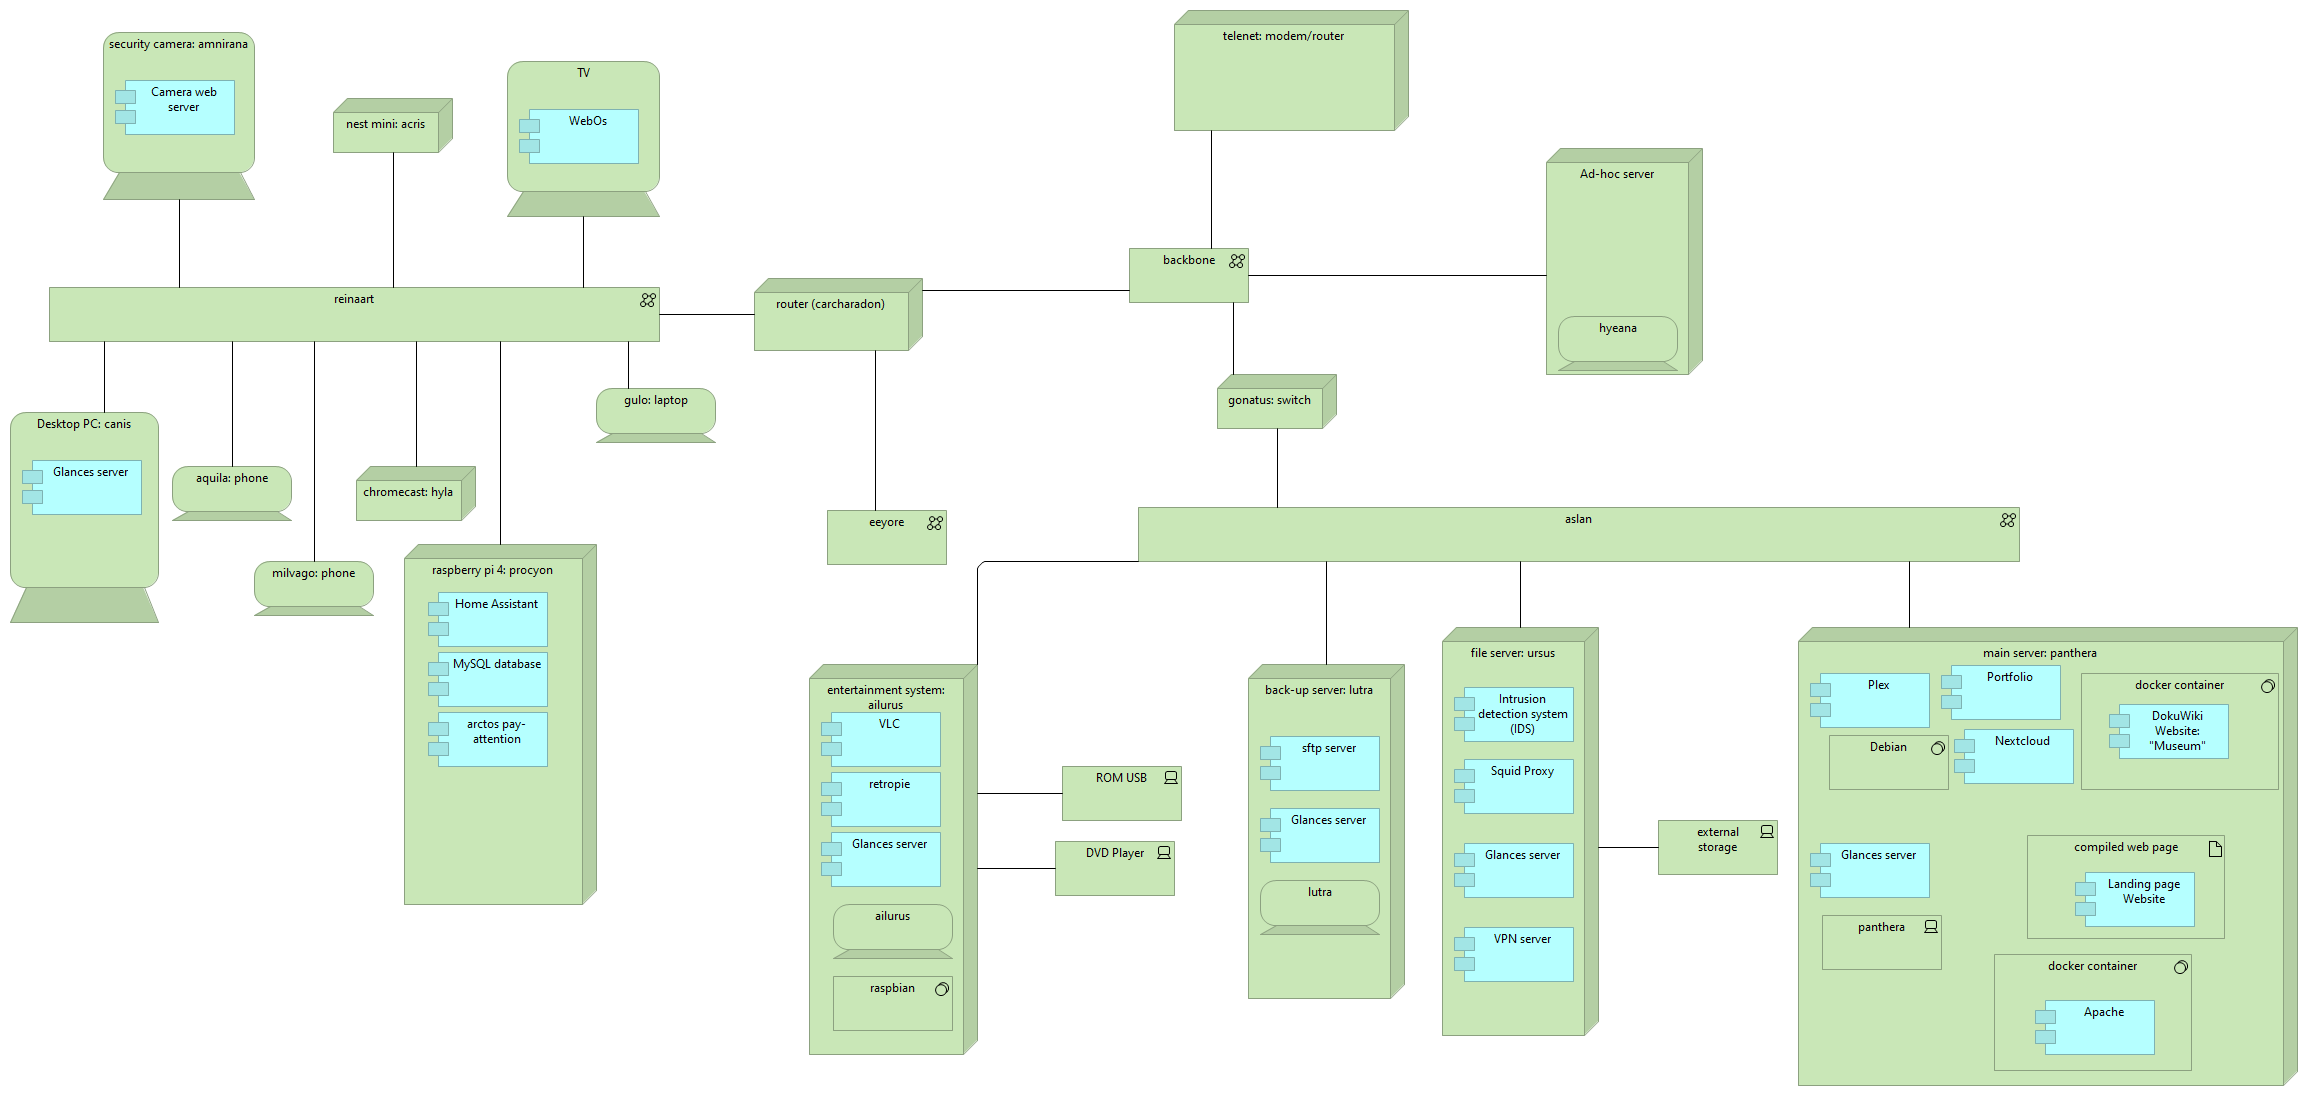 security camera: amnirana
Camera web
server
nest mini: acris
TV
WebOs
telenet: modem/router
Ad-hoc server
hyeana
backbone
reinaart
router (carcharadon)
gonatus: switch
gulo: laptop
Desktop PC: canis
Glances server
aquila: phone
chromecast: hyla
milvago: phone
raspberry pi 4: procyon
Home Assistant
MySQL database
arctos pay-
attention
eeyore
aslan
entertainment system:
ailurus
VLC
retropie
Glances server
ailurus
raspbian
ROM USB
DVD Player
back-up server: lutra
sftp server
Glances server
lutra
file server: ursus
Intrusion
detection system
(IDS)
Squid Proxy
Glances server
VPN server
external
storage
main server: panthera
Plex
Portfolio
docker container
DokuWiki
Website:
"Museum"
Debian
Nextcloud
Glances server
compiled web page
Landing page
Website
panthera
docker container
Apache